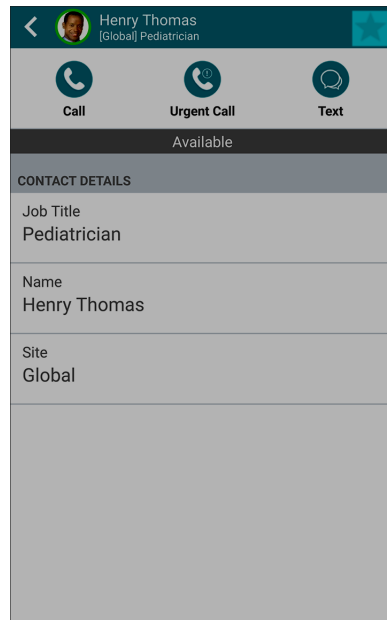 Henry Thomas
[Global] Pediatrician
Call
Urgent Call
Text
Available
CONTACT DETAILS
Job Title
Pediatrician
Name
Henry Thomas
Site
Global